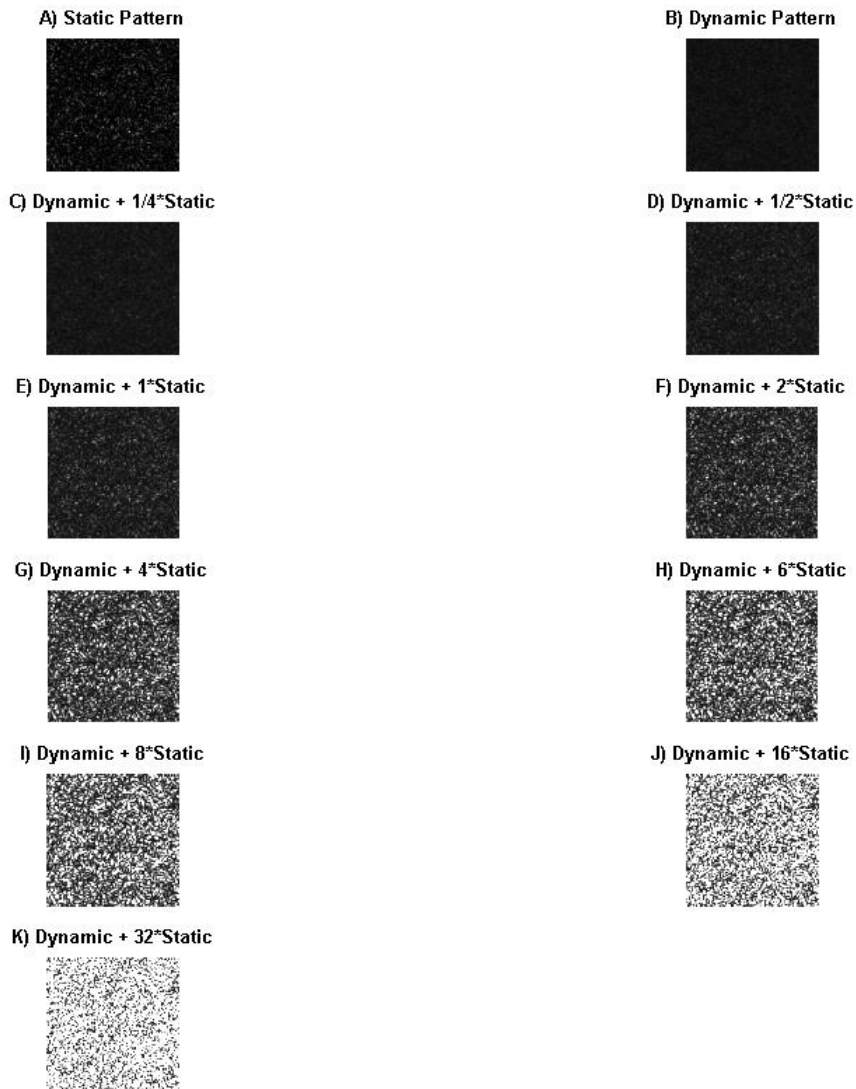 A) Static Pattern
B) Dynamic Pattern
C) Dynamic + 1/4*Static
D) Dynamic + 1/2*Static
E) Dynamic + 1*Static
F) Dynamic + 2*Static
G) Dynamic + 4*Static
H) Dynamic + 6*Static
I) Dynamic + 8*Static
J) Dynamic + 16*Static
K) Dynamic + 32*Static